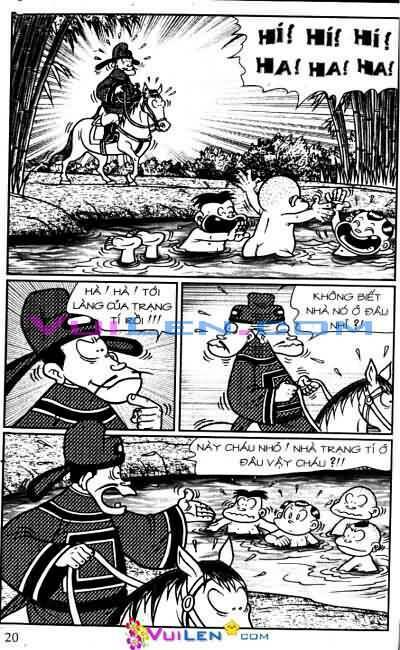 HÍ! HÍ! HÍ!
HA! HA! HA!
HÀ! HÀ! TỚI
LÀNG CỦA TRẠNG
TÍ RỒI!!!
KHÔNG BIẾT
NHÀ NÓ Ở ĐÂU
NHỈ?!
VUILEN.COM
NÀY CHÁU NHỎ! NHÀ TRẠNG TÍ Ở
ĐÂU VẬY CHÁU?!!
20
VUILEN.COM